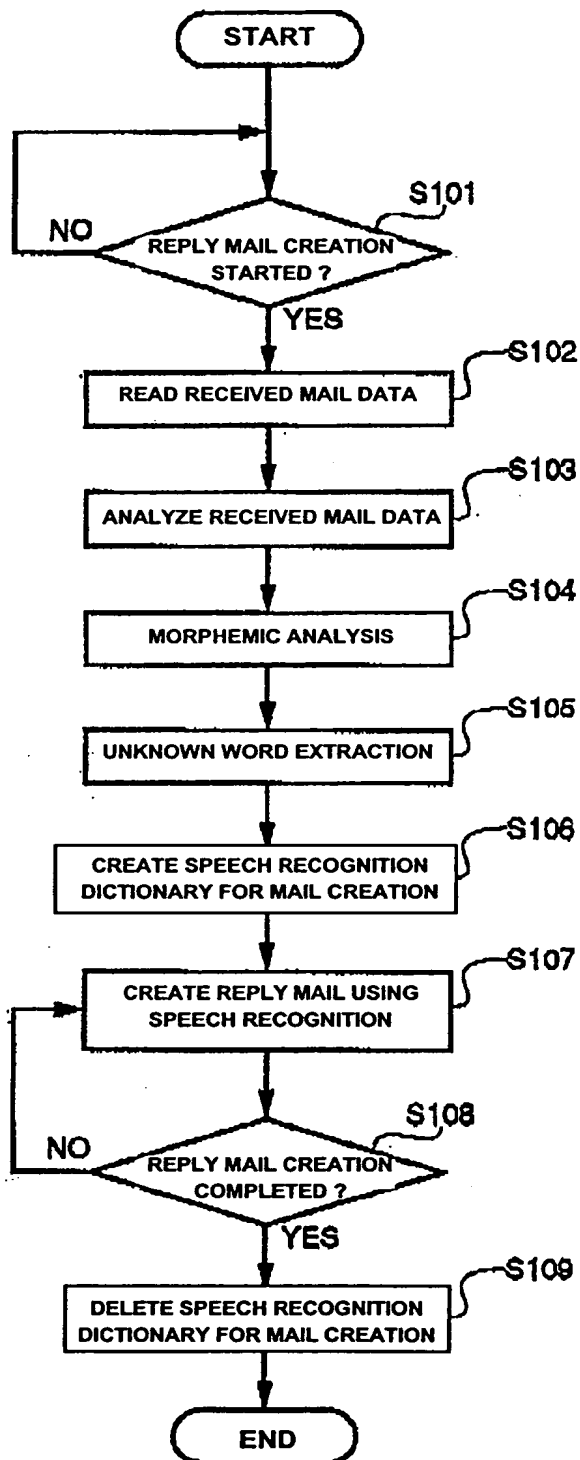 START
S101
NO
REPLY MAIL CREATION
STARTED ?
YES
S102
READ RECEIVED MAIL DATA
S103
ANALYZE RECEIVED MAIL DATA
S104
MORPHEMIC ANALYSIS
S105
UNKNOWN WORD EXTRACTION
S106
CREATE SPEECH RECOGNITION
DICTIONARY FOR MAIL CREATION
S107
CREATE REPLY MAIL USING
SPEECH RECOGNITION
S108
NO
REPLY MAIL CREATION
COMPLETED ?
YES
S109
DELETE SPEECH RECOGNITION
DICTIONARY FOR MAIL CREATION
END